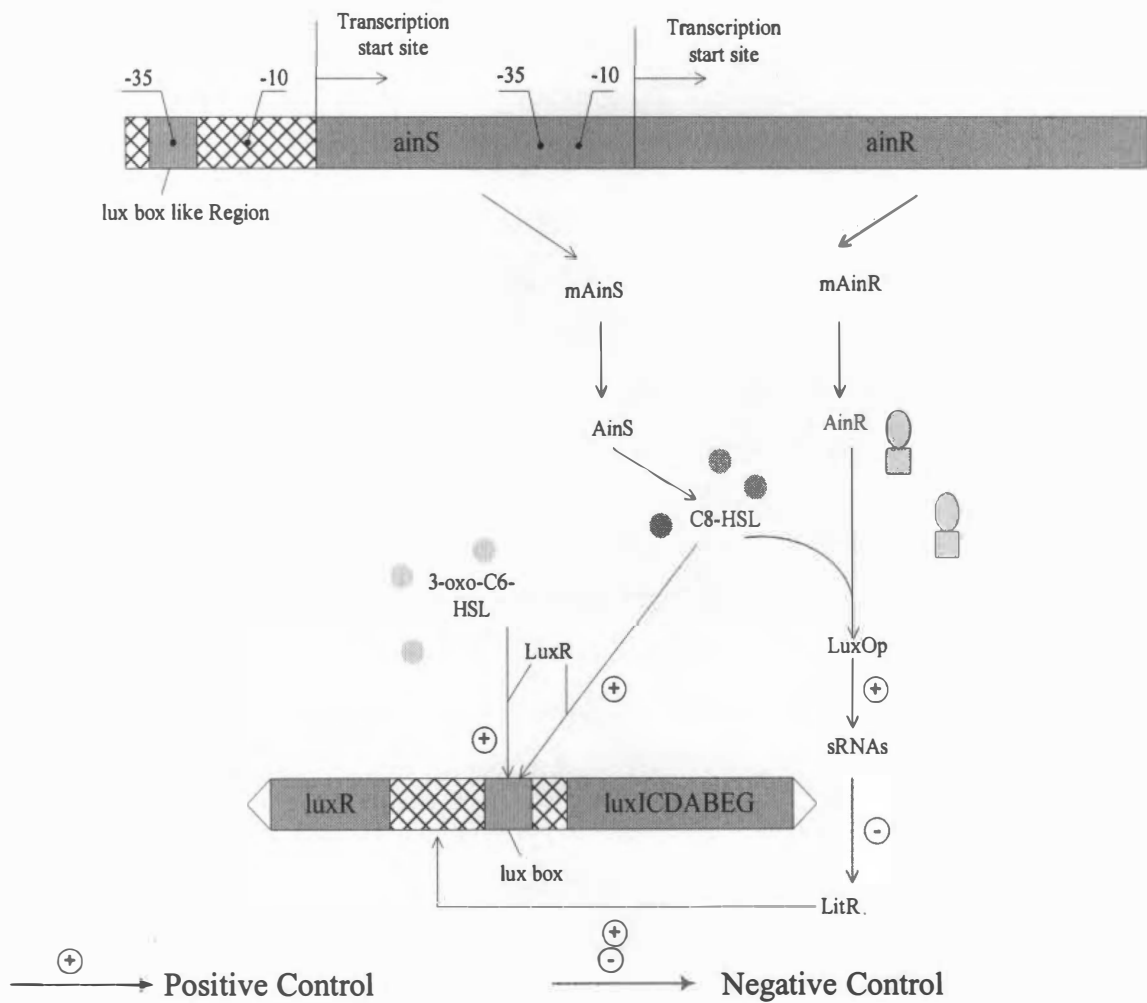 Transcription
start site
Transcription
start site
-35
-10
-35
-10
ainS
ainR
lux box like Region
mAinS
mAinR
AinS
AinR
C8-HSL
3-oxo-C6-
HSL
LuxR
LuxOp
+
+
+
sRNAs
luxR
luxICDABEG
-
lux box
LitR.
+
-
+
Positive Control
Negative Control